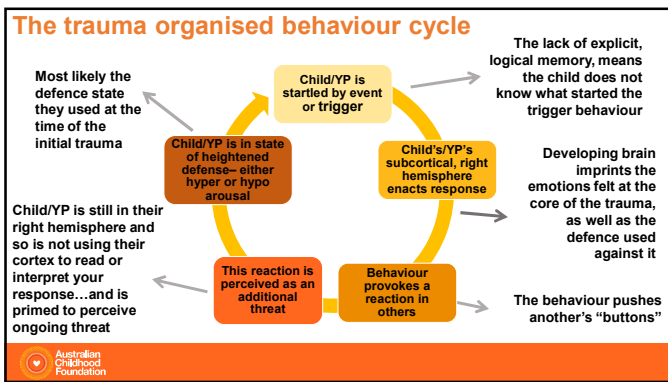 The trauma organised behaviour cycle
Most likely the
defence state
they used at the
time of the
initial trauma
Child/YP is
startled by event
or trigger
The lack of explicit,
logical memory, means
the child does not
know what started the
trigger behaviour
Child/YP is in state
of heightened
defense– either
hyper or hypo
arousal
Child's/YP's
subcortical, right
hemisphere
enacts response
Developing brain
imprints the
emotions felt at the
core of the trauma,
as well as the
defence used
against it
Child/YP is still in their
right hemisphere and
so is not using their
cortex to read or
interpret your
response…and is
primed to perceive
ongoing threat
This reaction is
perceived as an
additional
threat
Behaviour
provokes a
reaction in
others
The behaviour pushes
another's “buttons”
Australian
Childhood
Foundation